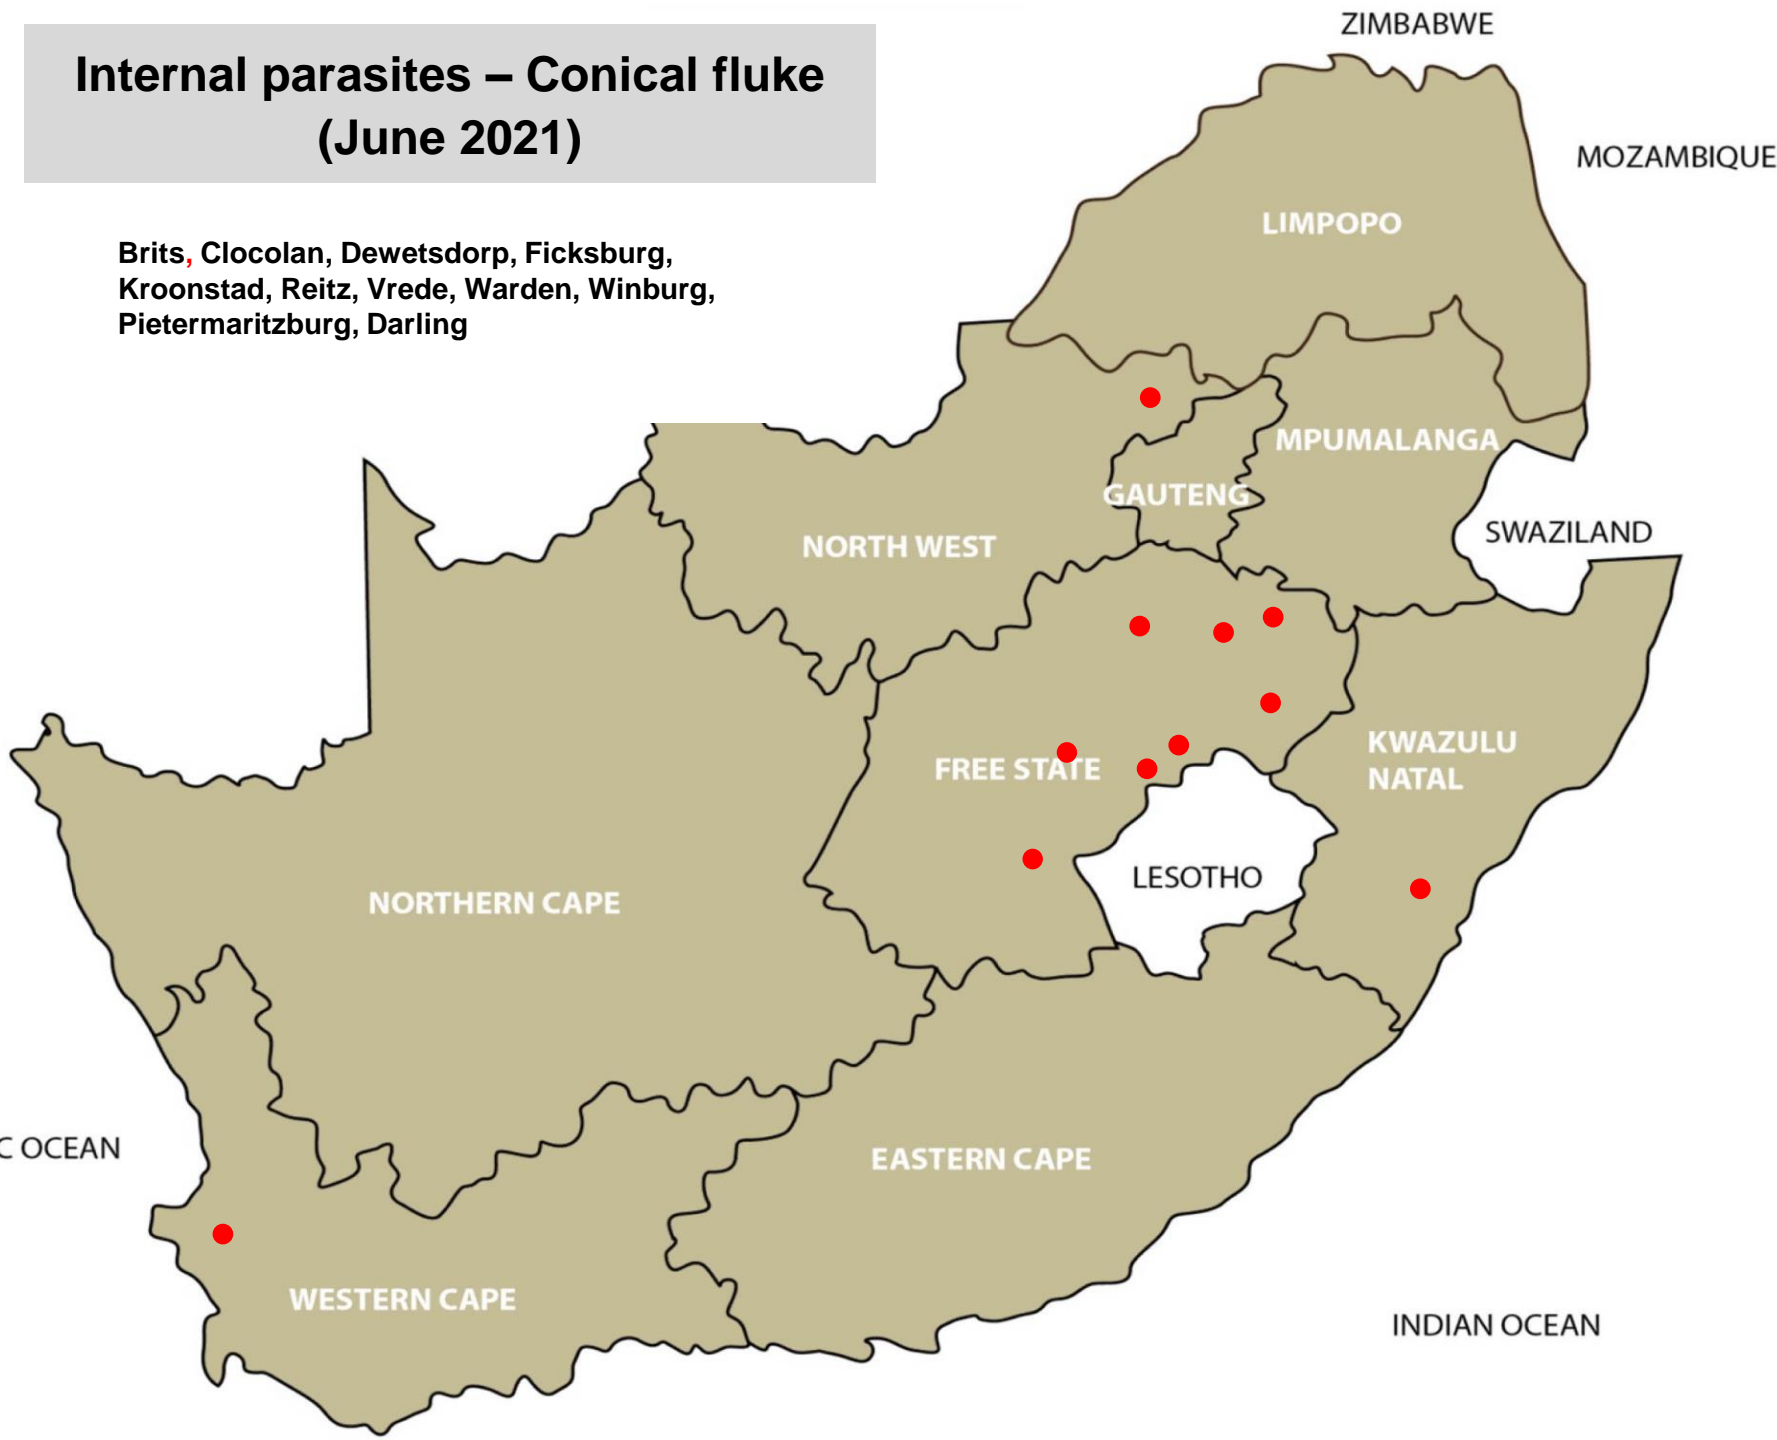 Internal parasites – Conical fluke
(June 2021)
Brits, Clocolan, Dewetsdorp, Ficksburg,
Kroonstad, Reitz, Vrede, Warden, Winburg,
Pietermaritzburg, Darling
ZIMBABWE
MOZAMBIQUE
LIMPOPO
MPUMALANGA
GAUTENG
SWAZILAND
NORTH WEST
KWAZULU
NATAL
FREE STATE
LESOTHO
NORTHERN CAPE
C OCEAN
EASTERN CAPE
WESTERN CAPE
INDIAN OCEAN